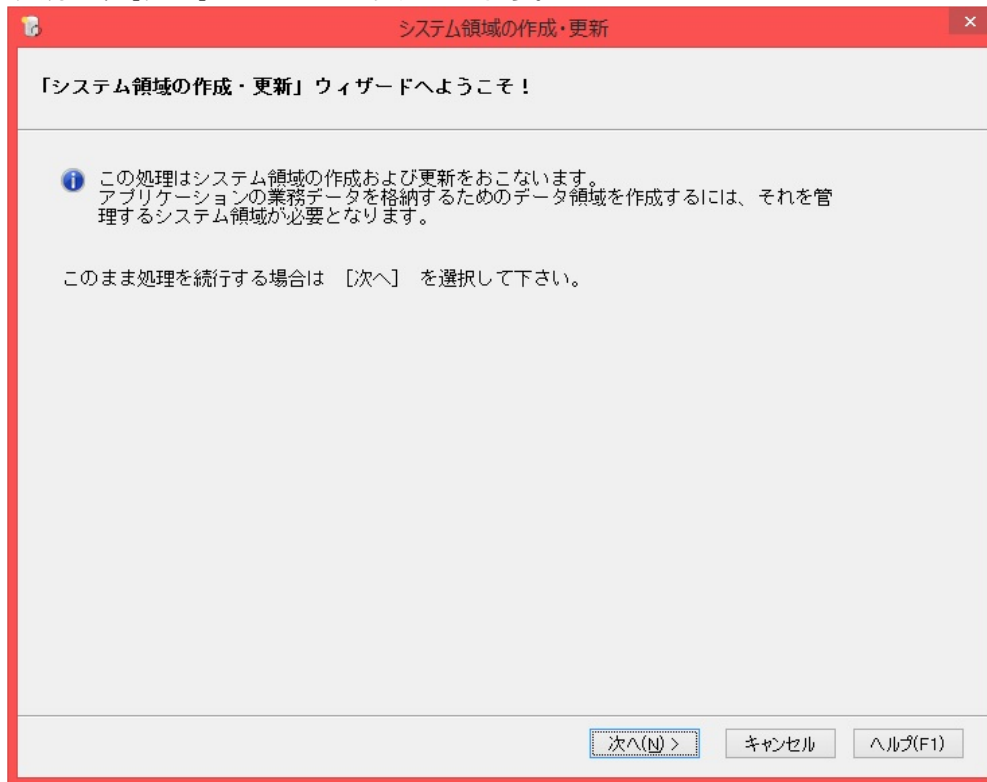 システム領域の作成・更新
「システム領域の作成・更新」ウィザードへようこそ！
この処理はシステム領域の作成および更新をおこないます。
アプリケーションの業務データを格納するためのデータ領域を作成するには、それを管
理するシステム領域が必要となります。
このまま処理を続行する場合は ［次へ］ を選択して下さい。
次へ(N) >
キャンセル
ヘルプ(F1)